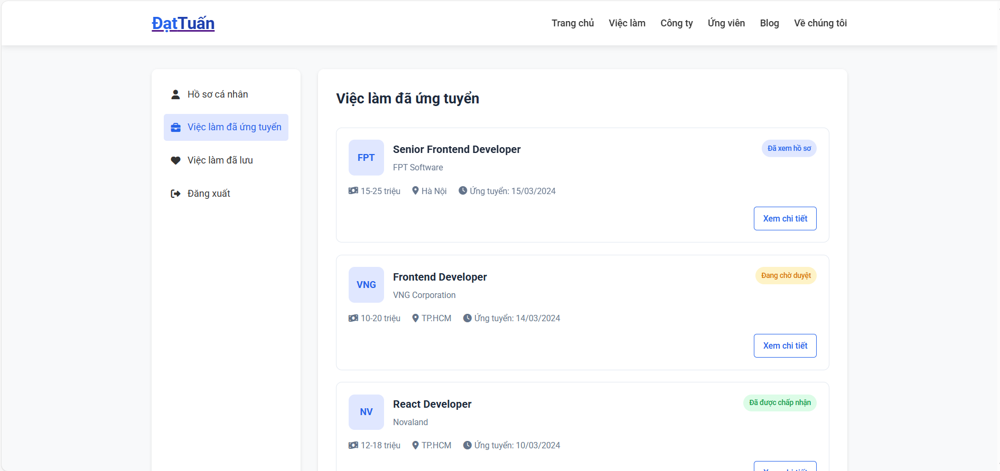 ĐạtTuấn
Trang chủ Việc làm Công ty Ứng viên Blog Về chúng tôi
Hồ sơ cá nhân
Việc làm đã ứng tuyển
Việc làm đã lưu
Đăng xuất
Việc làm đã ứng tuyển
FPT
Senior Frontend Developer
Đã xem hồ sơ
FPT Software
15-25 triệu Hà Nội Ứng tuyển: 15/03/2024
Xem chi tiết
VNG
Frontend Developer
Đang chờ duyệt
VNG Corporation
10-20 triệu TP.HCM Ứng tuyển: 14/03/2024
Xem chi tiết
NV
React Developer
Đã được chấp nhận
Novaland
12-18 triệu TP.HCM Ứng tuyển: 10/03/2024